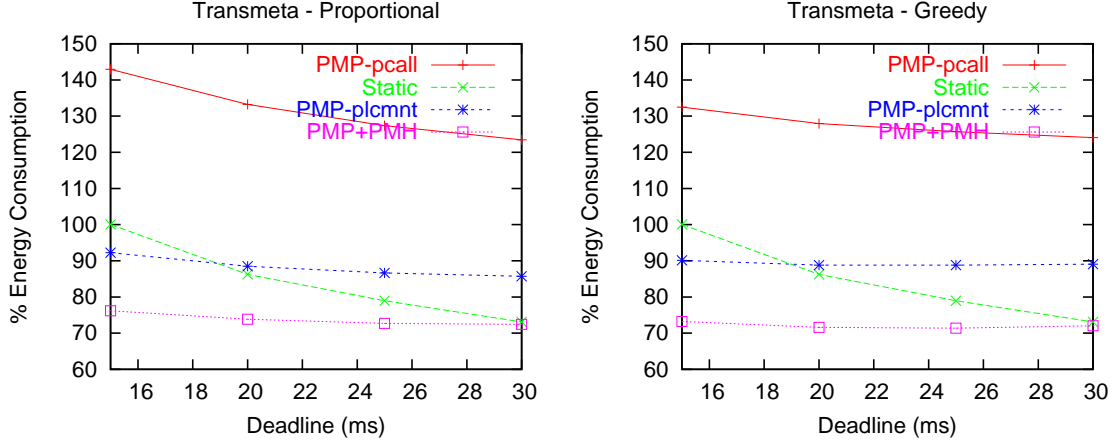 Transmeta - Proportional
150
140
130
120
110
100
90
80
70
60
% Energy Consumption
PMP-pcall
Static
PMP-plcmnt
PMP+PMH
16 18 20 22 24 26 28 30
Deadline (ms)
Transmeta - Greedy
150
140
130
120
110
100
90
80
70
60
% Energy Consumption
PMP-pcall
Static
PMP-plcmnt
PMP+PMH
16 18 20 22 24 26 28 30
Deadline (ms)